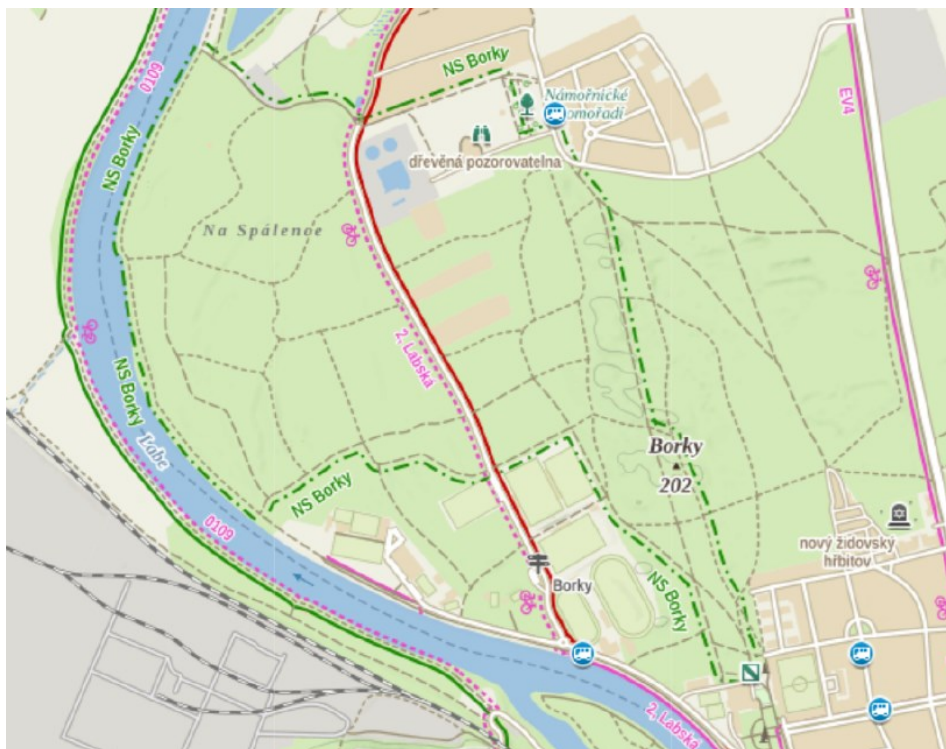 NS Borky
0109
Námořnické
EV4
dřevěná pozorovatelna
NS Borky
Na Spálence
2, Labská
NS Borky
Labe
Borky
202
NS Borky
0109
nový židovský
hřbitov
Borky
NS Borky
2, Labská